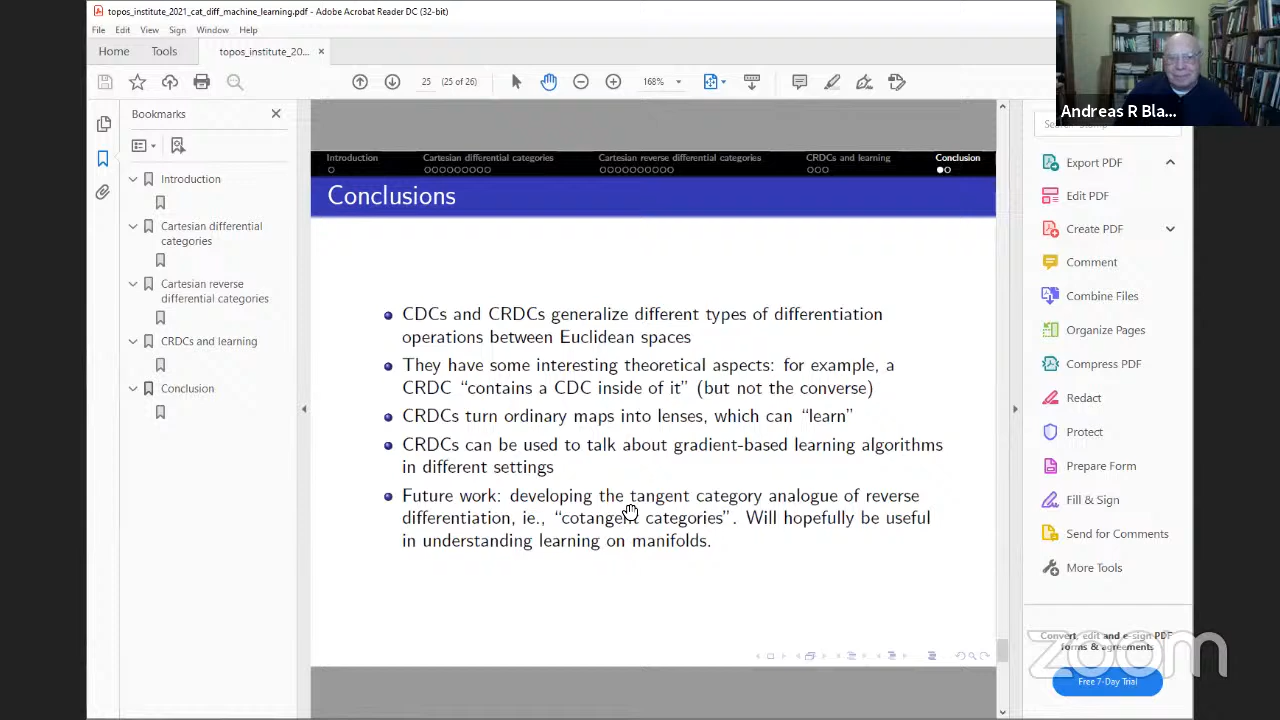 topos_institute_2021_cat_diff_machine_learning.pdf - Adobe Acrobat Reader DC (32-bit)
File Edit View Sign Window Help
Home Tools topos_institute_20... ×
25 (25 of 26) 168%
Andreas R Bla...
Bookmarks
Introduction
Cartesian differential
categories
Cartesian reverse
differential categories
CRDCs and learning
Conclusion
Introduction Cartesian differential categories Cartesian reverse differential categories CRDCs and learning Conclusion
Conclusions
CDCs and CRDCs generalize different types of differentiation
operations between Euclidean spaces
They have some interesting theoretical aspects: for example, a
CRDC “contains a CDC inside of it” (but not the converse)
CRDCs turn ordinary maps into lenses, which can “learn”
CRDCs can be used to talk about gradient-based learning algorithms
in different settings
Future work: developing the tangent category analogue of reverse
differentiation, ie., “cotangent categories”. Will hopefully be useful
in understanding learning on manifolds.
Export PDF
Edit PDF
Create PDF
Comment
Combine Files
Organize Pages
Compress PDF
Redact
Protect
Prepare Form
Fill & Sign
Send for Comments
More Tools
Convert, edit and e-sign PDF
forms & agreements
Free 7-Day Trial
zoom